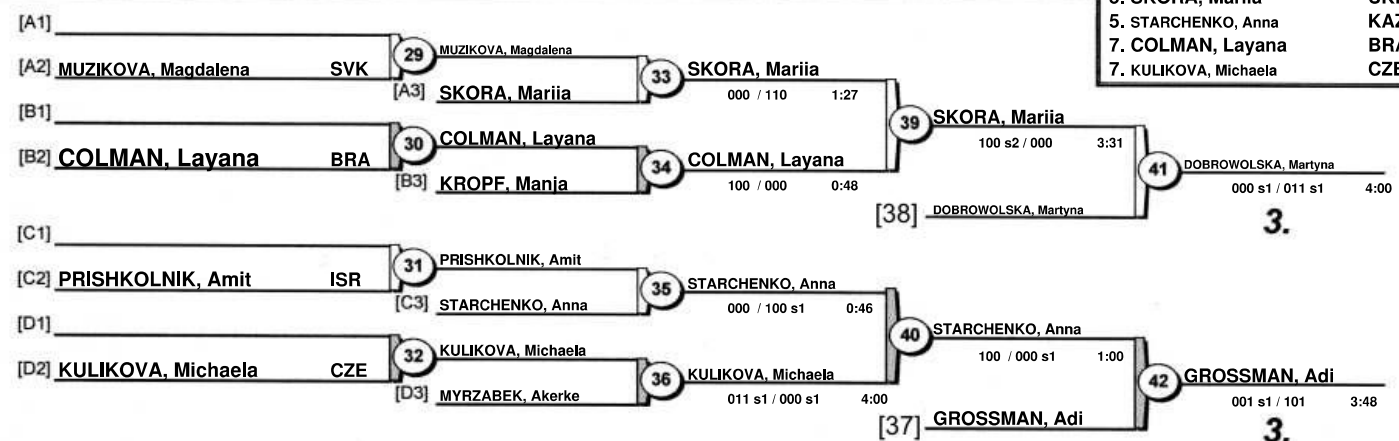 5. STARCHENKO, Anna KAZ
7. COLMAN, Layana BRA
7. KULIKOVA, Michaela CZE
[A1]
[A2] MUZIKOVA, Magdalena SVK
29
MUZIKOVA, Magdalena
[A3] SKORA, Mariia
33
SKORA, Mariia
000 / 110 1:27
[B1]
[B2] COLMAN, Layana BRA
30
COLMAN, Layana
[B3] KROPF, Manja
34
COLMAN, Layana
100 / 000 0:48
39
SKORA, Mariia
100 s2 / 000 3:31
[38] DOBROWOLSKA, Martyna
41
DOBROWOLSKA, Martyna
000 s1 / 011 s1 4:00
3.
[C1]
[C2] PRISHKOLNIK, Amit ISR
31
PRISHKOLNIK, Amit
[C3] STARCHENKO, Anna
35
STARCHENKO, Anna
000 / 100 s1 0:46
[D1]
[D2] KULIKOVA, Michaela CZE
32
KULIKOVA, Michaela
[D3] MYRZABEK, Akerke
36
KULIKOVA, Michaela
011 s1 / 000 s1 4:00
40
STARCHENKO, Anna
100 / 000 s1 1:00
[37] GROSSMAN, Adi
42
GROSSMAN, Adi
001 s1 / 101 3:48
3.